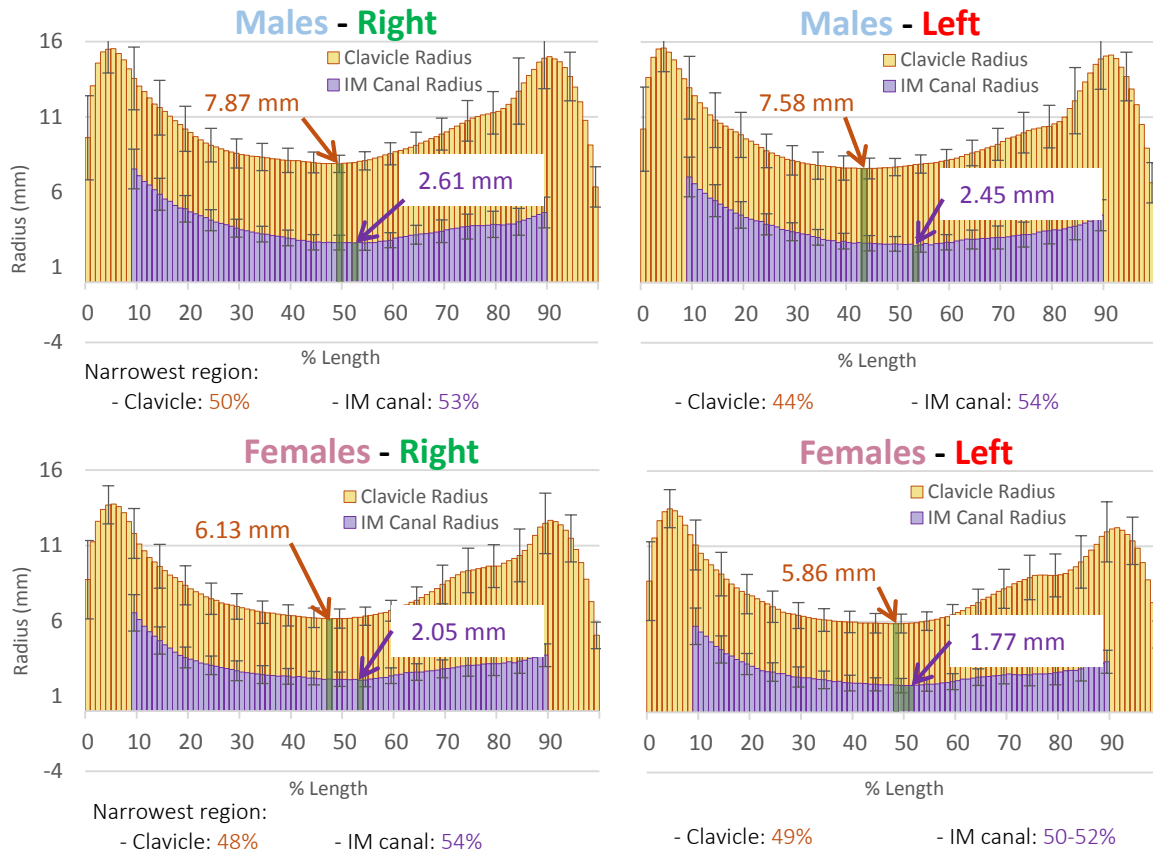 Males - Right
16
11
6
1
-4
Radius (mm)
Clavicle Radius
IM Canal Radius
7.87 mm
2.61 mm
0 10 20 30 40 50 60 70 80 90
% Length
Narrowest region:
- Clavicle: 50% - IM canal: 53%
Males - Left
Clavicle Radius
IM Canal Radius
7.58 mm
2.45 mm
0 10 20 30 40 50 60 70 80 90
% Length
- Clavicle: 44% - IM canal: 54%
Females - Right
16
11
6
1
-4
Radius (mm)
Clavicle Radius
IM Canal Radius
6.13 mm
2.05 mm
0 10 20 30 40 50 60 70 80 90
% Length
Narrowest region:
- Clavicle: 48% - IM canal: 54%
Females - Left
Clavicle Radius
IM Canal Radius
5.86 mm
1.77 mm
0 10 20 30 40 50 60 70 80 90
% Length
- Clavicle: 49% - IM canal: 50-52%